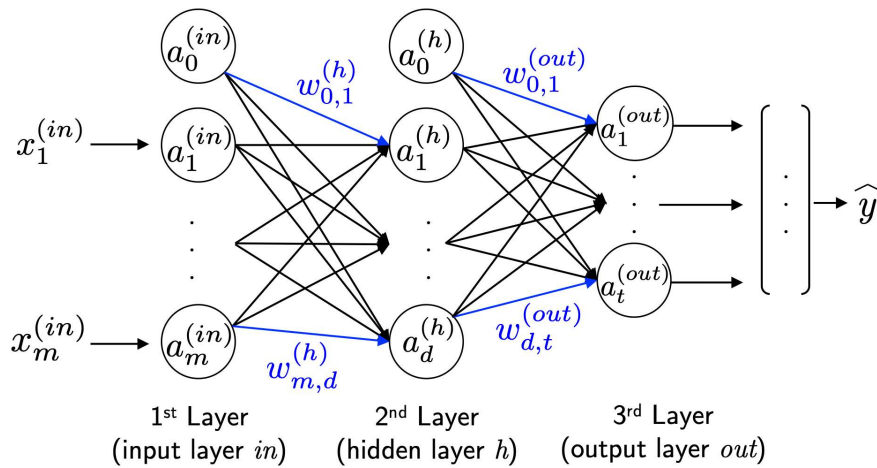 a_0^{(in)}
a_0^{(h)}
w_{0,1}^{(h)}
w_{0,1}^{(out)}
x_1^{(in)}
a_1^{(in)}
a_1^{(h)}
a_1^{(out)}
ŷ
x_m^{(in)}
a_m^{(in)}
a_d^{(h)}
a_t^{(out)}
w_{m,d}^{(h)}
w_{d,t}^{(out)}
1st Layer
(input layer in)
2nd Layer
(hidden layer h)
3rd Layer
(output layer out)